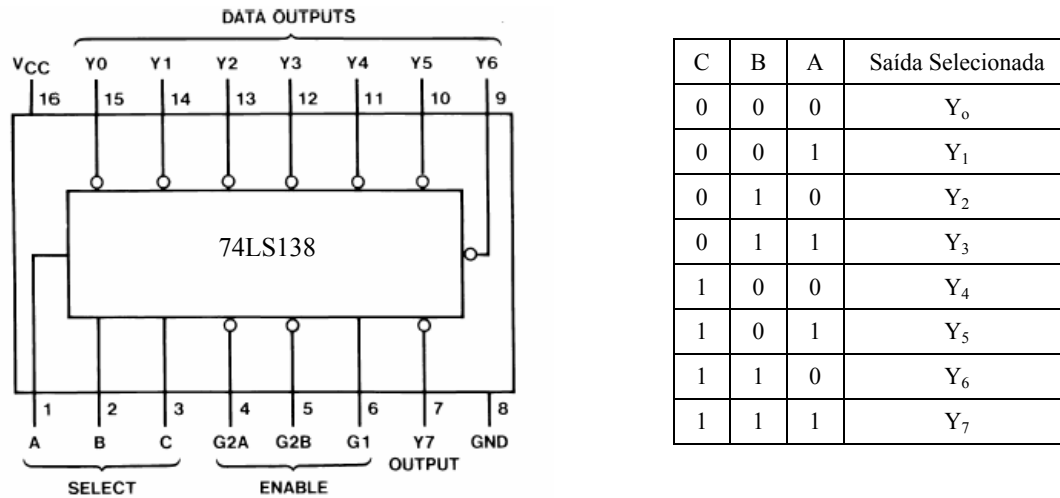 DATA OUTPUTS
VCC Y0 Y1 Y2 Y3 Y4 Y5 Y6
16 15 14 13 12 11 10 9
74LS138
1 2 3 4 5 6 7 8
A B C G2A G2B G1 Y7 GND
OUTPUT
SELECT ENABLE
C B A Saída Selecionada
0 0 0 Yo
0 0 1 Y1
0 1 0 Y2
0 1 1 Y3
1 0 0 Y4
1 0 1 Y5
1 1 0 Y6
1 1 1 Y7